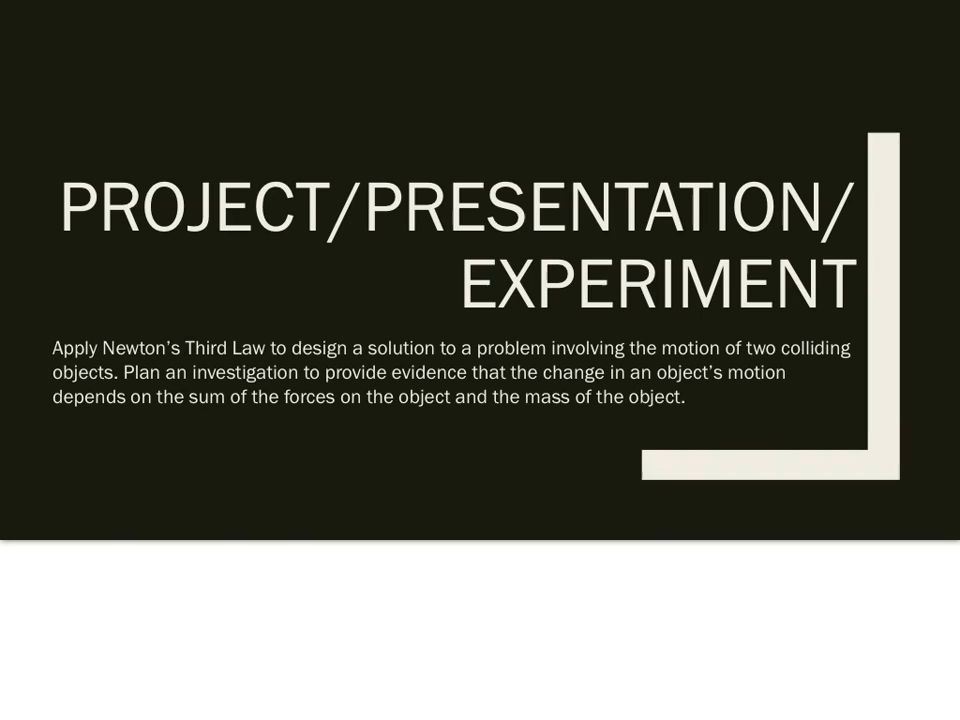 PROJECT/PRESENTATION/
EXPERIMENT
Apply Newton’s Third Law to design a solution to a problem involving the motion of two colliding
objects. Plan an investigation to provide evidence that the change in an object’s motion
depends on the sum of the forces on the object and the mass of the object.